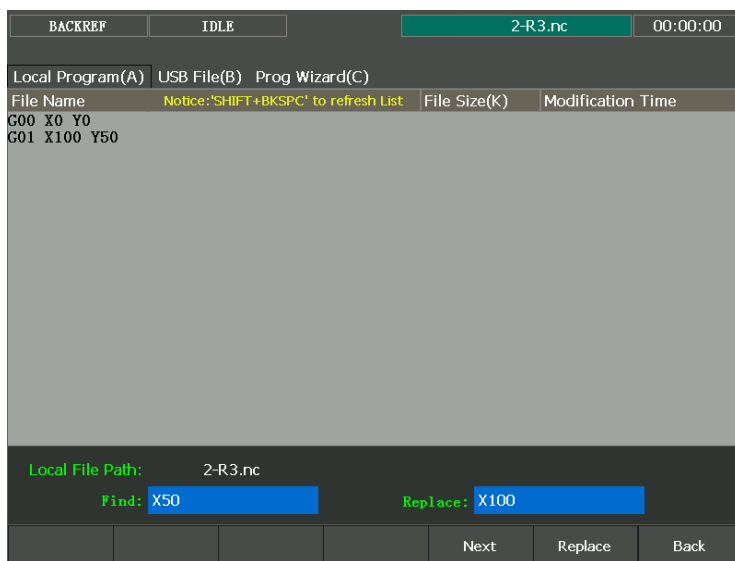 BACKREF IDLE 2-R3.nc 00:00:00
Local Program(A) USB File(B) Prog Wizard(C)
File Name Notice:'SHIFT+BKSPC' to refresh List File Size(K) Modification Time
G00 X0 Y0
G01 X100 Y50
Local File Path: 2-R3.nc
Find: X50 Replace: X100
Next Replace Back